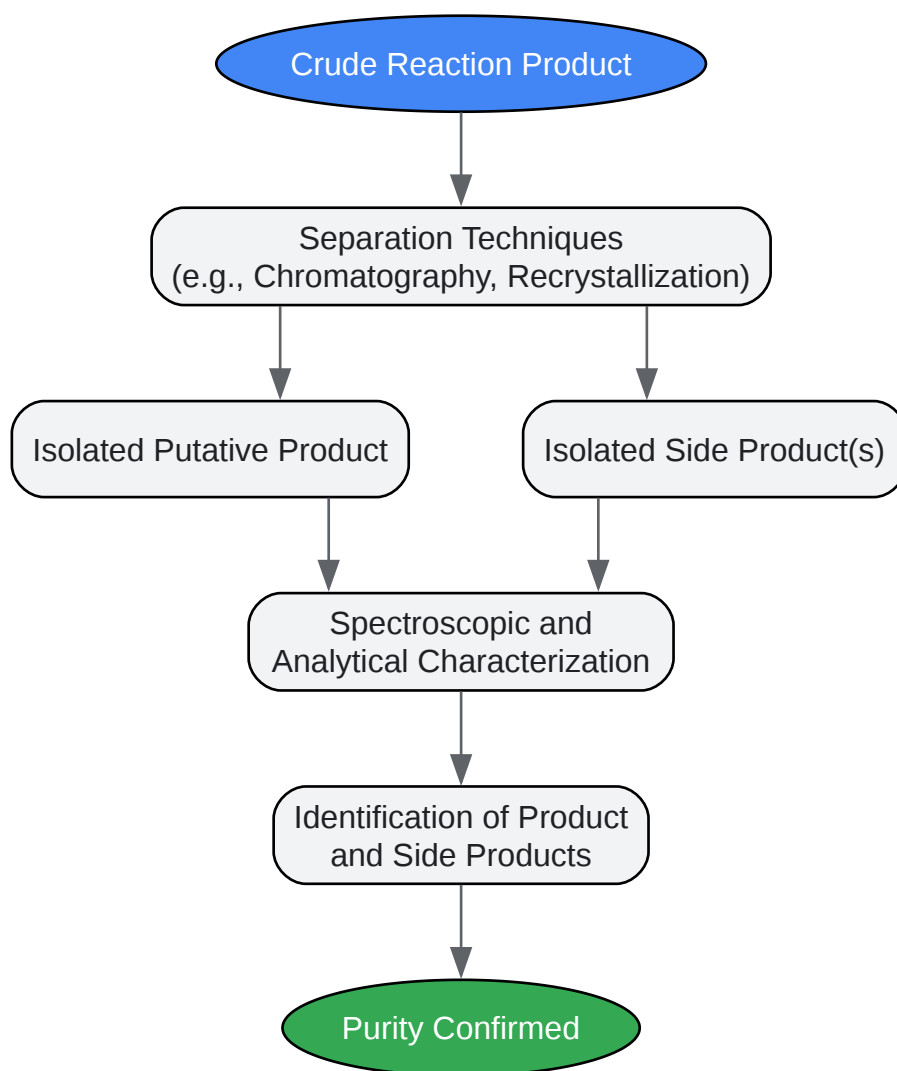 Crude Reaction Product
Separation Techniques
(e.g., Chromatography, Recrystallization)
Isolated Putative Product
Isolated Side Product(s)
Spectroscopic and
Analytical Characterization
Identification of Product
and Side Products
Purity Confirmed